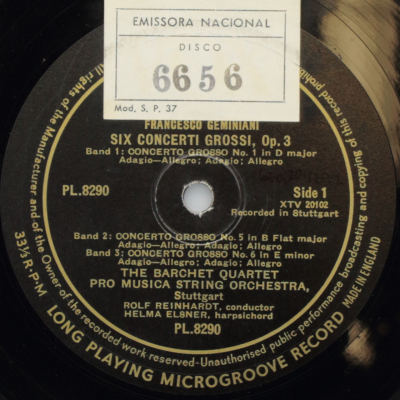 EMISSORA NACIONAL
DISCO
6656
Mod. S. P. 37
FRANCESCO GEMINIANI
SIX CONCERTI GROSSI, Op. 3
Band 1: CONCERTO GROSSO No. 1 in D major
Adagio—Allegro; Adagio; Allegro
PL.8290
Side 1
XTV 20102
Recorded in Stuttgart
Band 2: CONCERTO GROSSO No. 5 in B Flat major
Adagio—Allegro; Adagio; Allegro
Band 3: CONCERTO GROSSO No. 6 in E minor
Adagio—Allegro; Adagio; Allegro
THE BARCHET QUARTET
PRO MUSICA STRING ORCHESTRA,
Stuttgart
ROLF REINHARDT, conductor
HELMA ELSNER, harpsichord
PL.8290
33⅓ R.P.M
LONG PLAYING MICROGROOVE RECORD
MADE IN ENGLAND
All rights of the Manufacturer and of the Owner of the recorded work reserved-Unauthorised public performance broadcasting and copying of this record prohibited